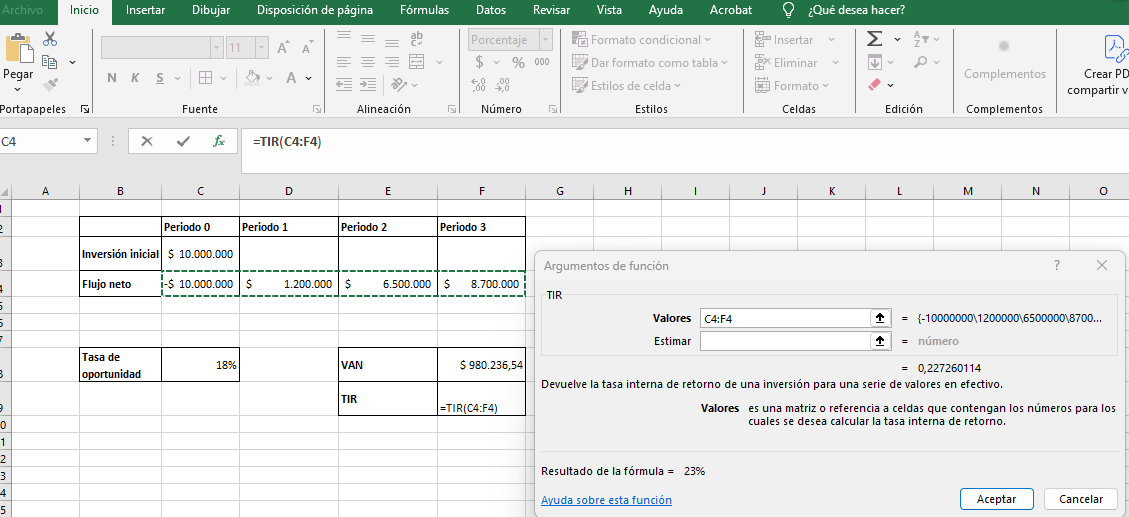 Archivo Inicio Insertar Dibujar Disposición de página Fórmulas Datos Revisar Vista Ayuda Acrobat ¿Qué desea hacer?
Pegar
11 A A
N K S A
ab
Porcentaje
$ % 000
Formato condicional
Dar formato como tabla
Estilos de celda
Insertar
Eliminar
Formato
Complementos
Crear PD
compartir v
Portapapeles Fuente Alineación Número Estilos Celdas Edición Complementos
C4 fx =TIR(C4:F4)
A B C D E F G H I J K L M N O
Periodo 0 Periodo 1 Periodo 2 Periodo 3
Inversión inicial $ 10.000.000
Flujo neto -$ 10.000.000 $ 1.200.000 $ 6.500.000 $ 8.700.000
Tasa de
oportunidad 18% VAN $ 980.236,54
TIR =TIR(C4:F4)
Argumentos de función ?
TIR
Valores C4:F4 = {-10000000\1200000\6500000\8700...
Estimar = número
= 0,227260114
Devuelve la tasa interna de retorno de una inversión para una serie de valores en efectivo.
Valores es una matriz o referencia a celdas que contengan los números para los
cuales se desea calcular la tasa interna de retorno.
Resultado de la fórmula = 23%
Ayuda sobre esta función Aceptar Cancelar